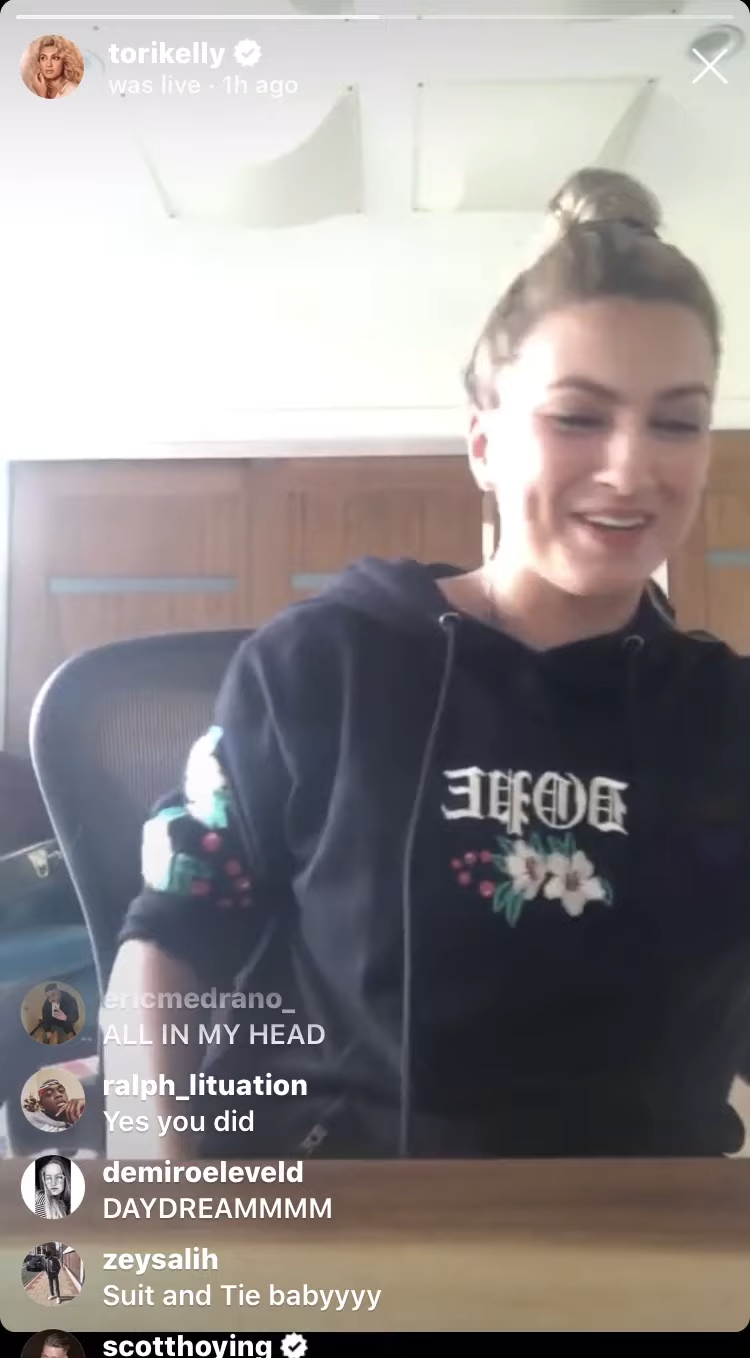 torikelly
was live · 1h ago
DOPE
ericmedrano_
ALL IN MY HEAD
ralph_lituation
Yes you did
demiroeleveld
DAYDREAMMMM
zeysalih
Suit and Tie babyyyy
scotthoying